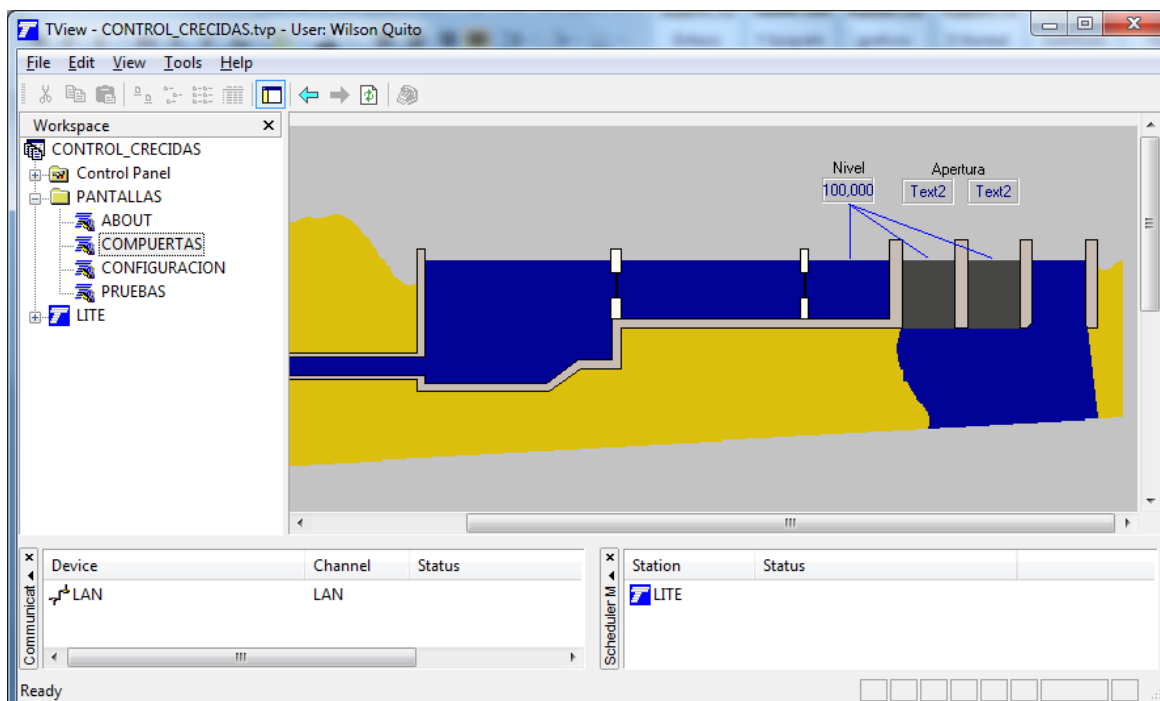 TView - CONTROL_CRECIDAS.tvp - User: Wilson Quito
File Edit View Tools Help
Workspace
CONTROL_CRECIDAS
Control Panel
PANTALLAS
ABOUT
COMPUERTAS
CONFIGURACION
PRUEBAS
LITE
Nivel Apertura
100,000 Text2 Text2
Communicat
Device Channel Status
LAN LAN
Scheduler M
Station Status
LITE
Ready